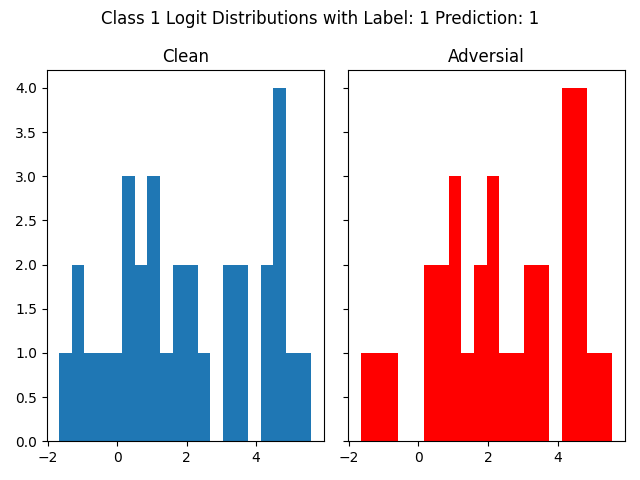 Class 1 Logit Distributions with Label: 1 Prediction: 1
Clean
Adversial
4.0
3.5
3.0
2.5
2.0
1.5
1.0
0.5
0.0
−2 0 2 4
−2 0 2 4